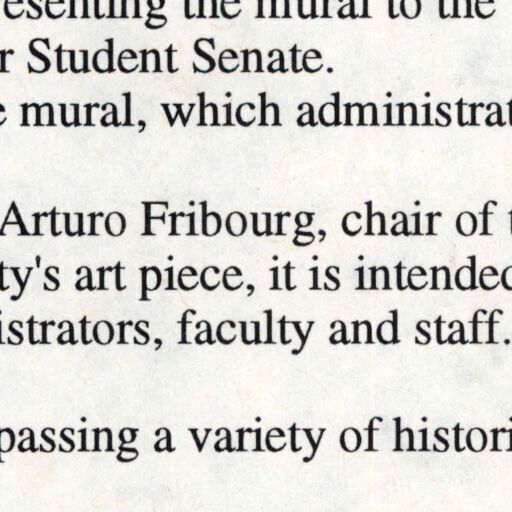 esenting the mural to the
r Student Senate.
e mural, which administrat
Arturo Fribourg, chair of t
ty's art piece, it is intended
istrators, faculty and staff.
passing a variety of histori